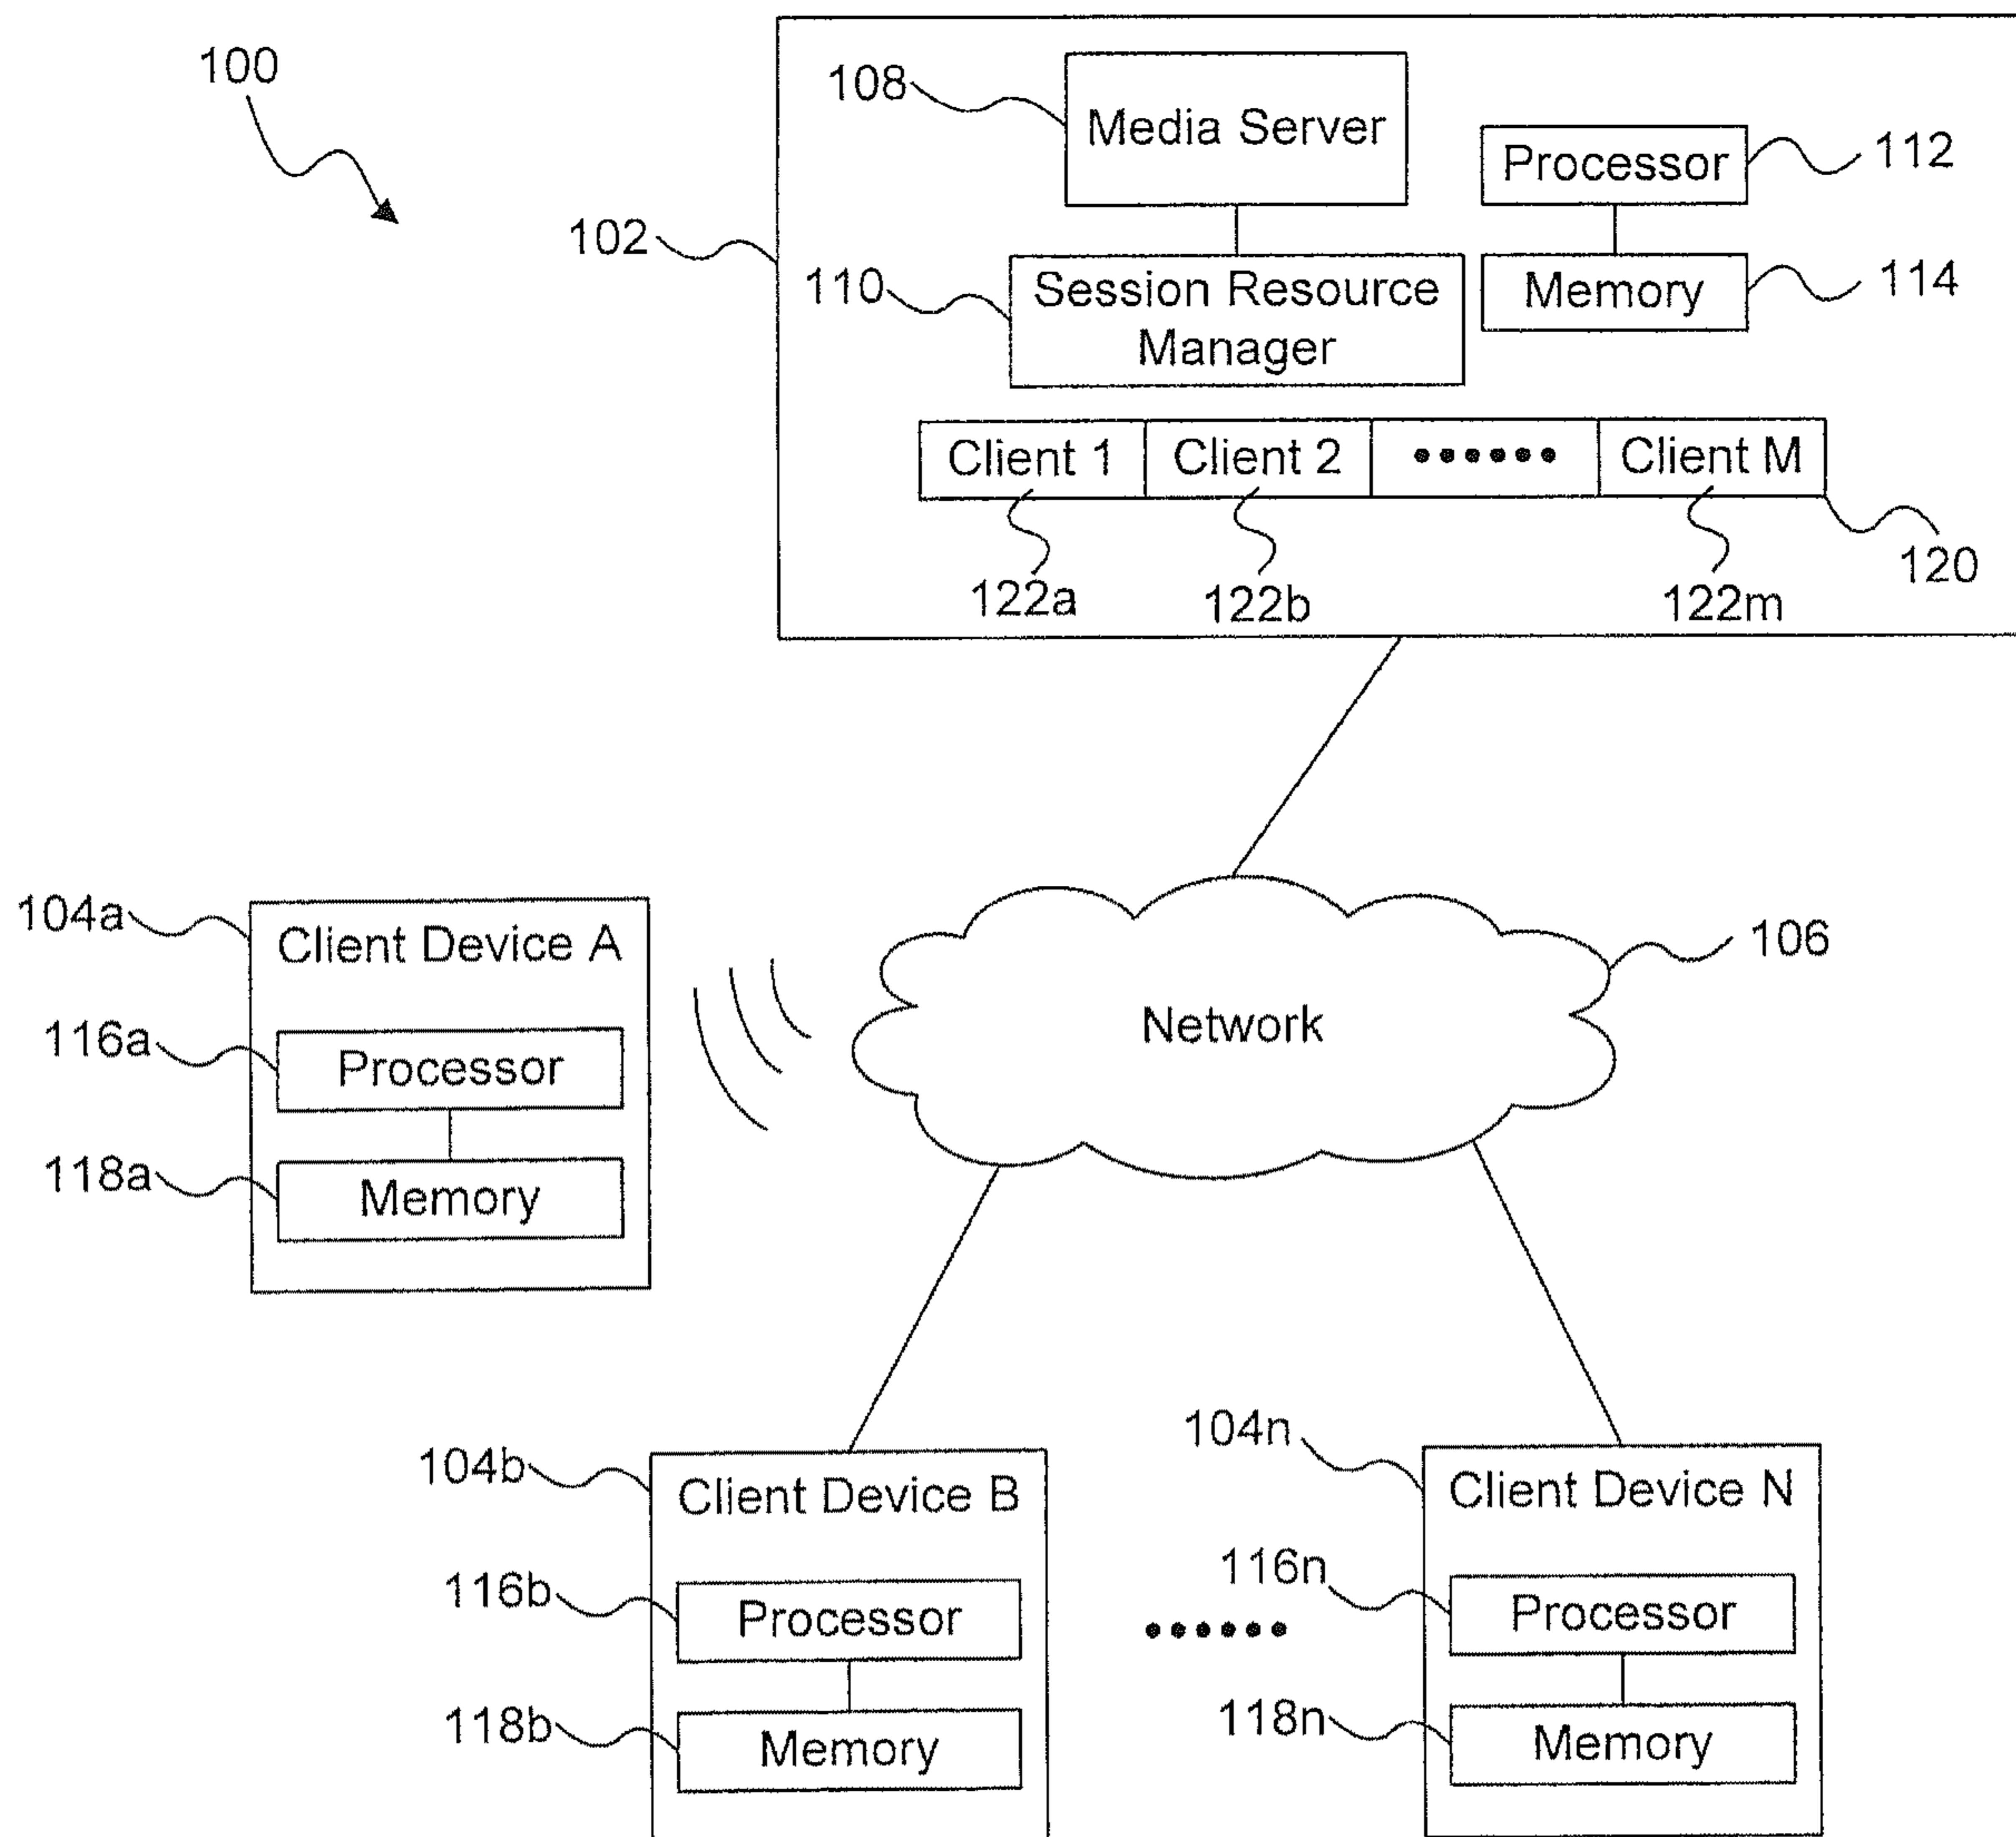 100
108
Media Server
Processor
112
102
110
Session Resource
Manager
Memory
114
Client 1
Client 2
••••••
Client M
122a
122b
122m
120
104a
Client Device A
116a
Processor
118a
Memory
Network
106
104b
Client Device B
116b
Processor
118b
Memory
••••••
104n
Client Device N
116n
Processor
118n
Memory